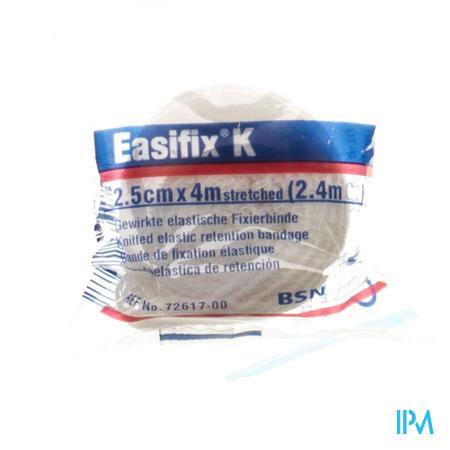 Easifix® K
2.5cm x 4m stretched (2.4m
Gewirkte elastische Fixierbinde
Knitted elastic retention bandage
Bande de fixation élastique
elastica de retención
REF No. 72617-00
BSN
IPM